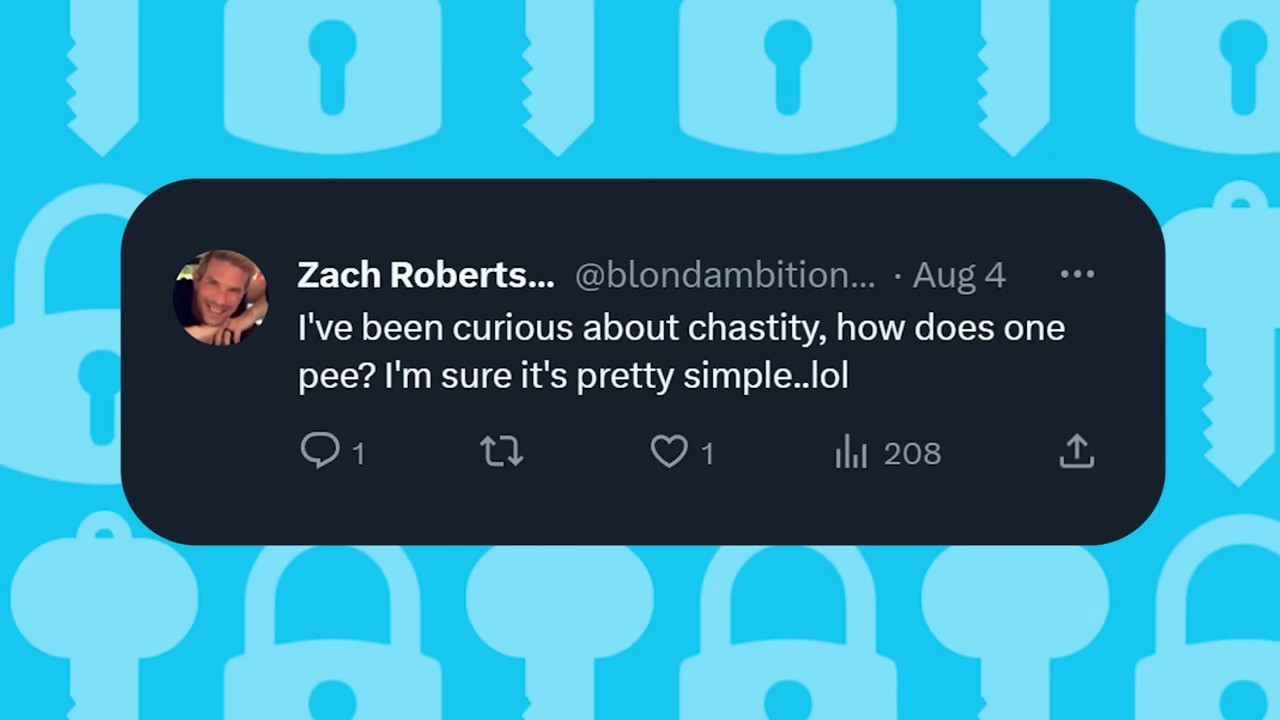 Zach Roberts... @blondambition... · Aug 4 ...
I've been curious about chastity, how does one
pee? I'm sure it's pretty simple..lol
1 1 208